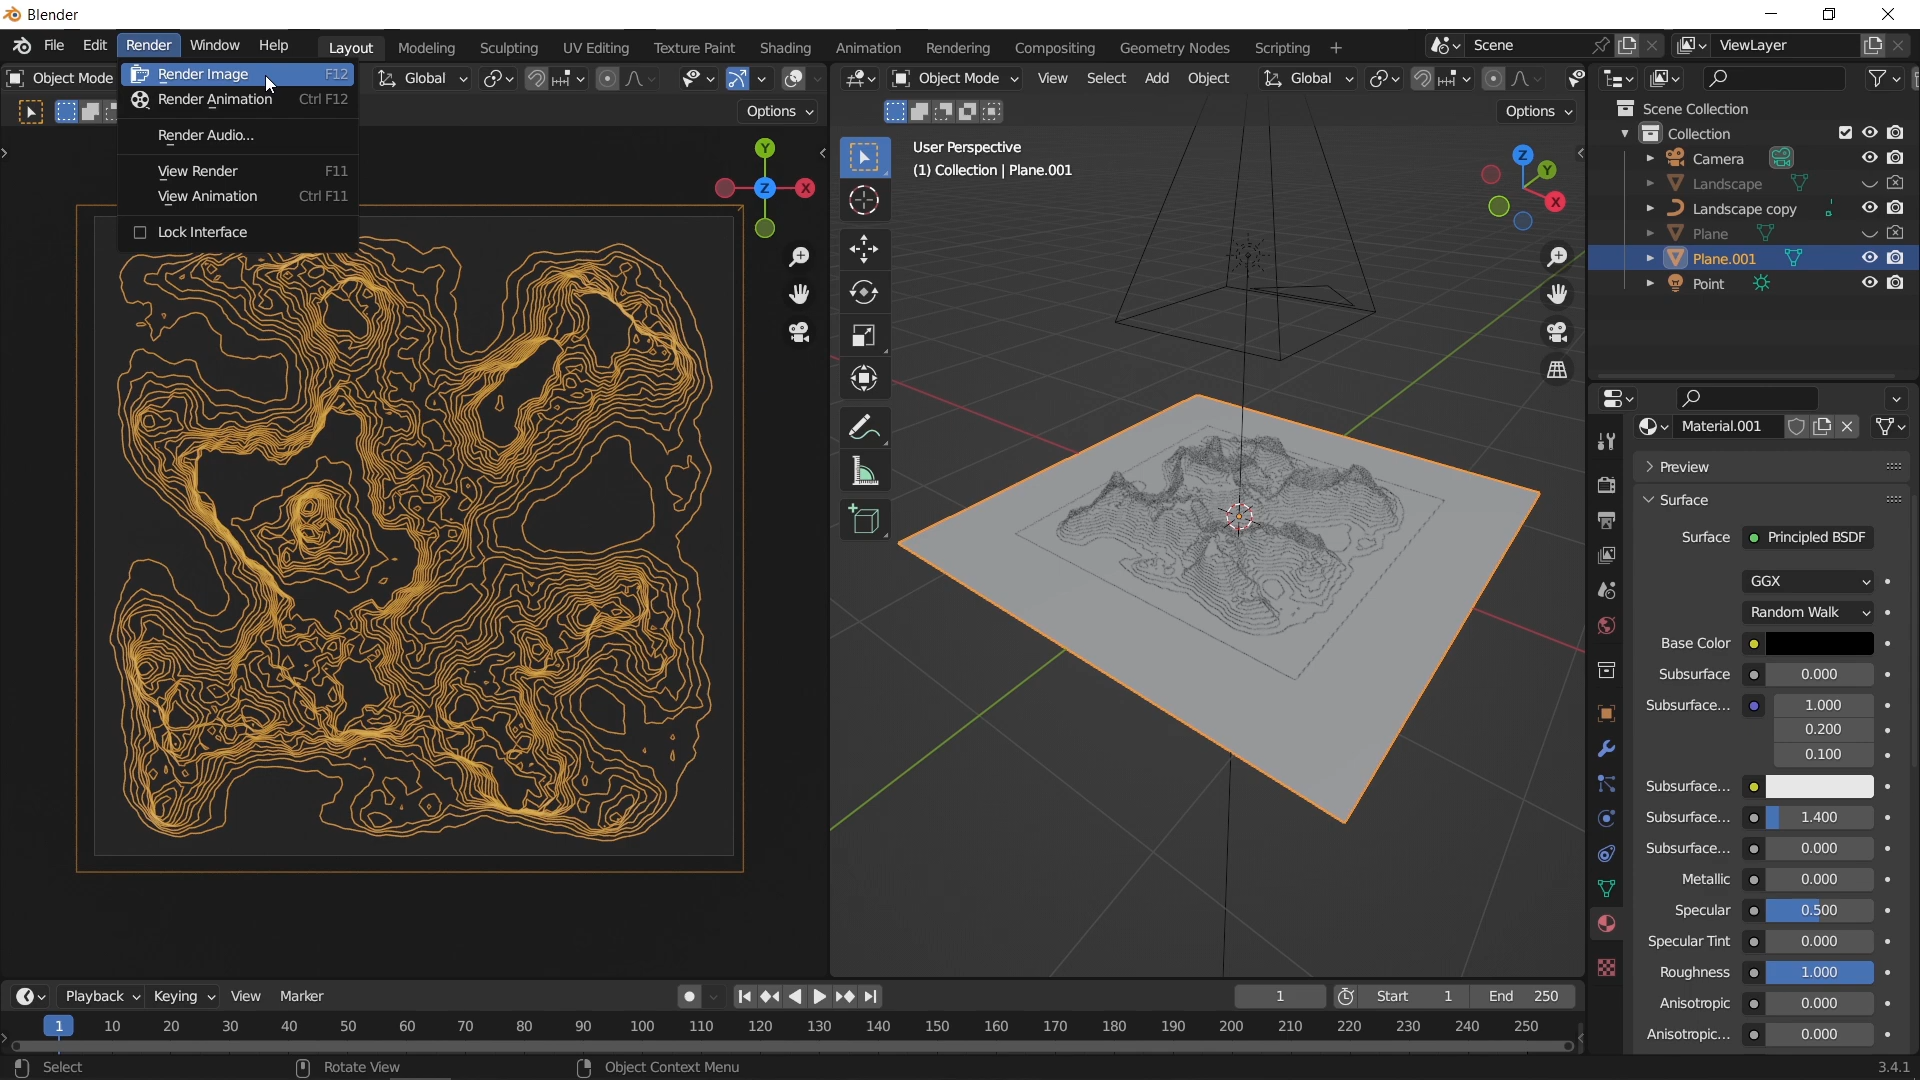 Blender
File Edit Render Window Help Layout Modeling Sculpting UV Editing Texture Paint Shading Animation Rendering Compositing Geometry Nodes Scripting + Scene ViewLayer
Object Mode Global Object Mode View Select Add Object Global
Render Image F12
Render Animation Ctrl F12
Render Audio...
View Render F11
View Animation Ctrl F11
Lock Interface
Options
Y
X
Z
Options
User Perspective
(1) Collection | Plane.001
Z
Y
X
Scene Collection
Collection
Camera
Landscape
Landscape copy
Plane
Plane.001
Point
Material.001
Preview
Surface
Surface Principled BSDF
GGX
Random Walk
Base Color
Subsurface 0.000
Subsurface... 1.000
0.200
0.100
Subsurface...
Subsurface... 1.400
Subsurface... 0.000
Metallic 0.000
Specular 0.500
Specular Tint 0.000
Roughness 1.000
Anisotropic 0.000
Anisotropic... 0.000
Playback Keying View Marker 1 Start 1 End 250
1 10 20 30 40 50 60 70 80 90 100 110 120 130 140 150 160 170 180 190 200 210 220 230 240 250
Select Rotate View Object Context Menu 3.4.1